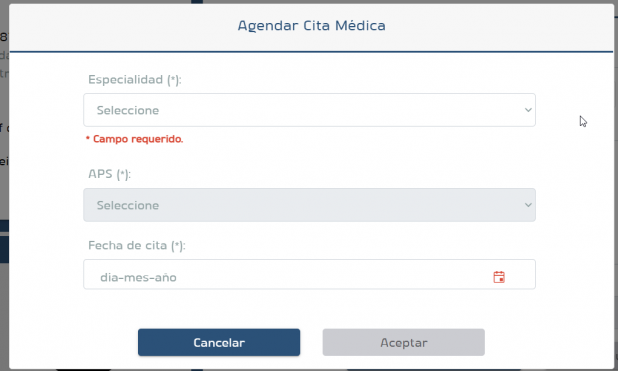 Agendar Cita Médica
Especialidad (*):
Seleccione
* Campo requerido.
APS (*):
Seleccione
Fecha de cita (*):
dia-mes-año
Cancelar
Aceptar